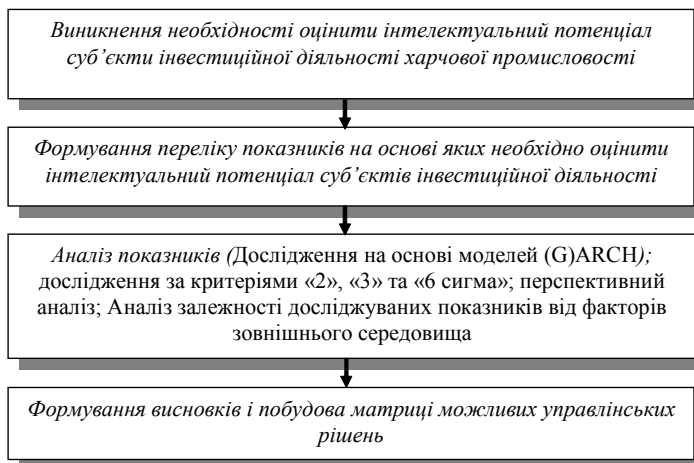 Виникнення необхідності оцінити інтелектуальний потенціал
суб’єкти інвестиційної діяльності харчової промисловості
Формування переліку показників на основі яких необхідно оцінити
інтелектуальний потенціал суб’єктів інвестиційної діяльності
Аналіз показників (Дослідження на основі моделей (G)ARCH);
дослідження за критеріями «2», «3» та «6 сигма»; перспективний
аналіз; Аналіз залежності досліджуваних показників від факторів
зовнішнього середовища
Формування висновків і побудова матриці можливих управлінських
рішень